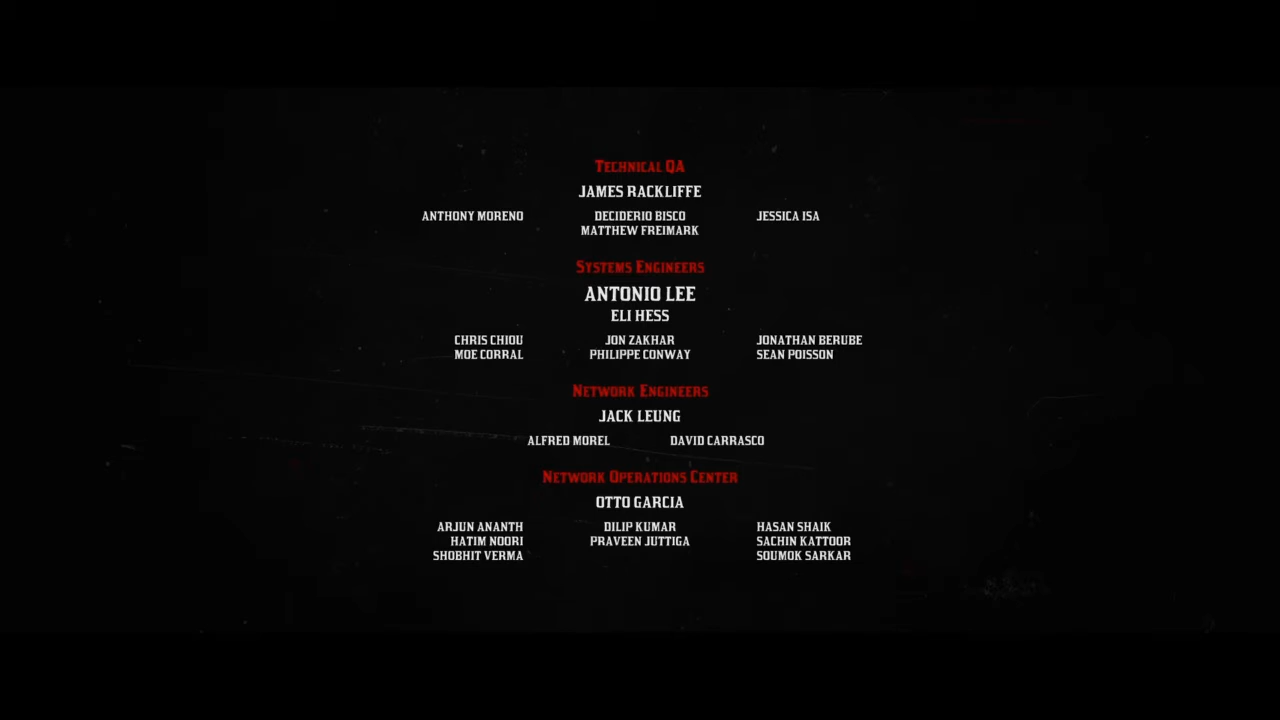 Technical QA
JAMES RACKLIFFE
ANTHONY MORENO DECIDERIO BISCO JESSICA ISA
MATTHEW FREIMARK
Systems Engineers
ANTONIO LEE
ELI HESS
CHRIS CHIOU JON ZAKHAR JONATHAN BERUBE
MOE CORRAL PHILIPPE CONWAY SEAN POISSON
Network Engineers
JACK LEUNG
ALFRED MOREL DAVID CARRASCO
Network Operations Center
OTTO GARCIA
ARJUN ANANTH DILIP KUMAR HASAN SHAIK
HATIM NOORI PRAVEEN JUTTIGA SACHIN KATTOOR
SHOBHIT VERMA SOUMOK SARKAR